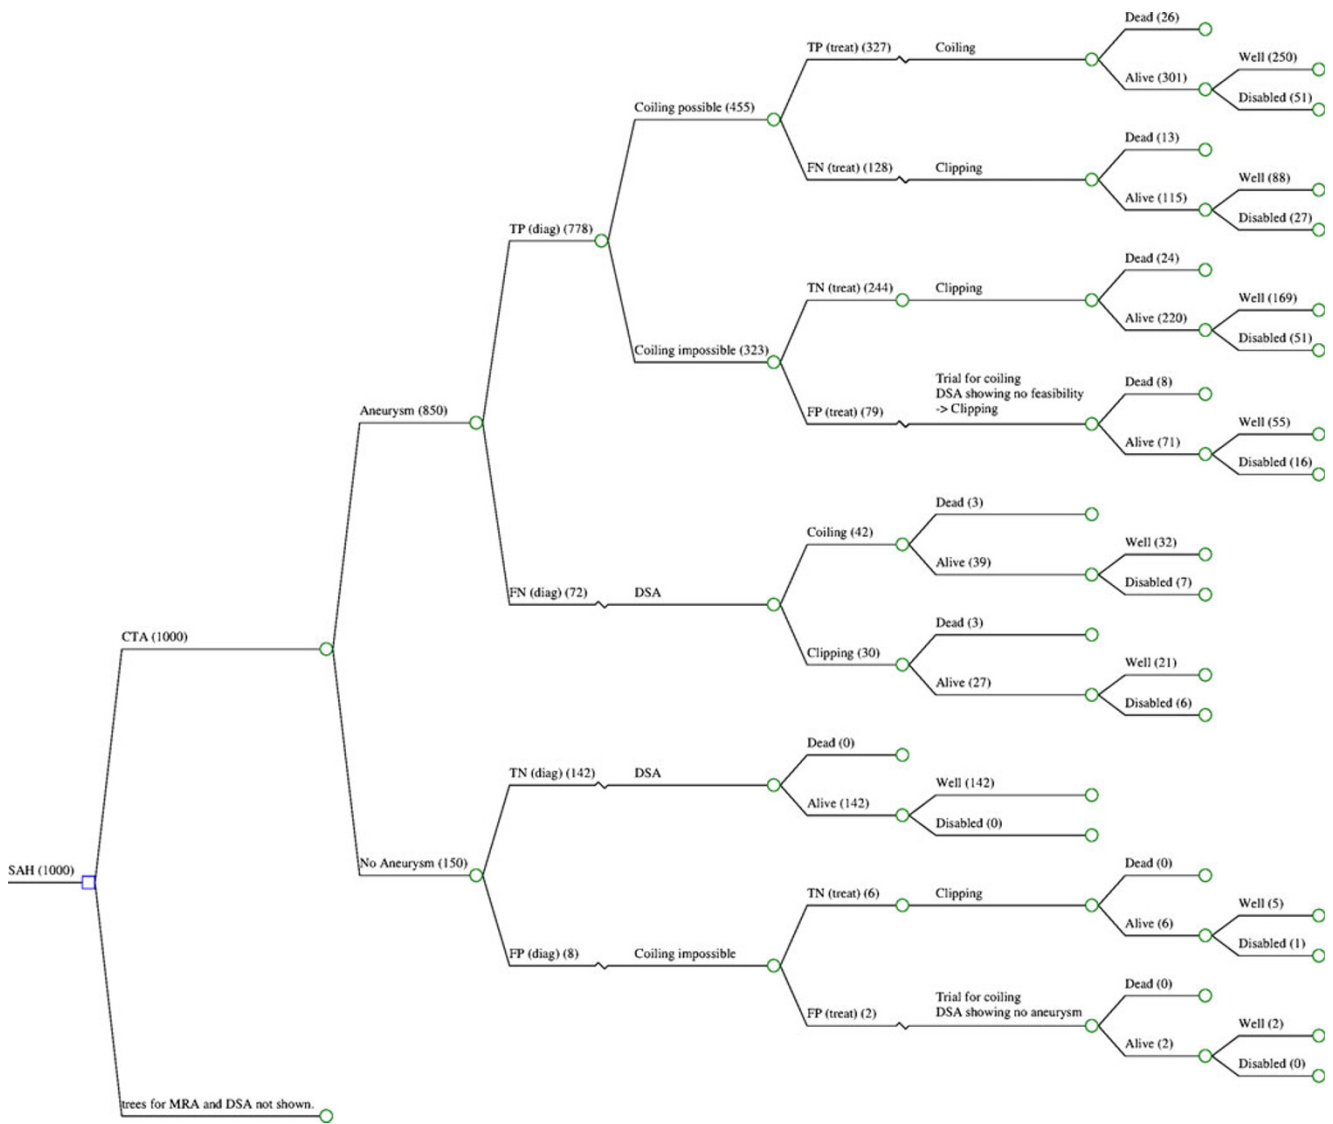 Dead (26)
TP (treat) (327)
Coiling
Well (250)
Alive (301)
Disabled (51)
Coiling possible (455)
Dead (13)
FN (treat) (128)
Clipping
Well (88)
Alive (115)
Disabled (27)
TP (diag) (778)
Dead (24)
TN (treat) (244)
Clipping
Well (169)
Alive (220)
Disabled (51)
Coiling impossible (323)
Trial for coiling
DSA showing no feasibility
-> Clipping
Dead (8)
FP (treat) (79)
Well (55)
Alive (71)
Disabled (16)
Aneurysm (850)
Dead (3)
Coiling (42)
Well (32)
Alive (39)
Disabled (7)
FN (diag) (72)
DSA
Dead (3)
Clipping (30)
Well (21)
Alive (27)
Disabled (6)
CTA (1000)
Dead (0)
TN (diag) (142)
DSA
Well (142)
Alive (142)
Disabled (0)
No Aneurysm (150)
SAH (1000)
Dead (0)
TN (treat) (6)
Clipping
Well (5)
Alive (6)
Disabled (1)
FP (diag) (8)
Coiling impossible
Dead (0)
Trial for coiling
DSA showing no aneurysm
FP (treat) (2)
Well (2)
Alive (2)
Disabled (0)
trees for MRA and DSA not shown.